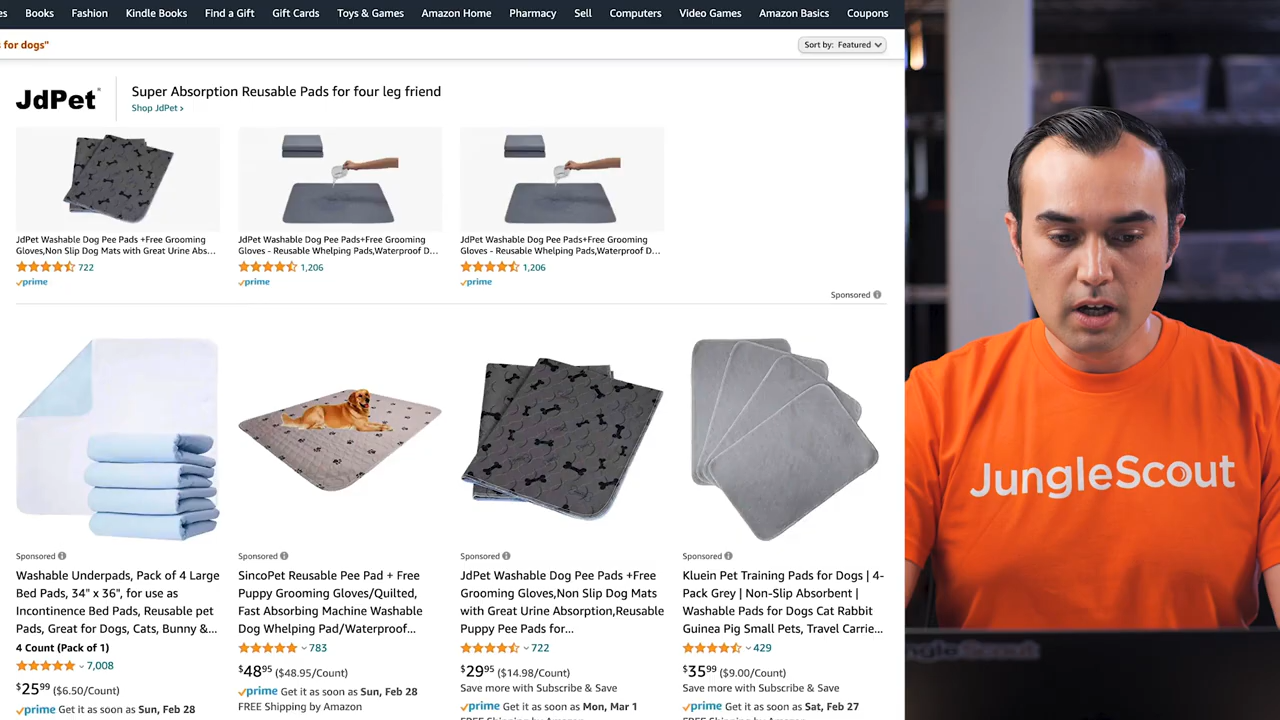 es Books Fashion Kindle Books Find a Gift Gift Cards Toys & Games Amazon Home Pharmacy Sell Computers Video Games Amazon Basics Coupons
s for dogs"
Sort by: Featured
JdPet
Super Absorption Reusable Pads for four leg friend
Shop JdPet ›
JdPet Washable Dog Pee Pads +Free Grooming
Gloves,Non Slip Dog Mats with Great Urine Abs...
722
prime
JdPet Washable Dog Pee Pads+Free Grooming
Gloves - Reusable Whelping Pads,Waterproof D...
1,206
prime
JdPet Washable Dog Pee Pads+Free Grooming
Gloves - Reusable Whelping Pads,Waterproof D...
1,206
prime
Sponsored
Sponsored
Washable Underpads, Pack of 4 Large
Bed Pads, 34" x 36", for use as
Incontinence Bed Pads, Reusable pet
Pads, Great for Dogs, Cats, Bunny &...
4 Count (Pack of 1)
7,008
$25.99 ($6.50/Count)
prime Get it as soon as Sun, Feb 28
Sponsored
SincoPet Reusable Pee Pad + Free
Puppy Grooming Gloves/Quilted,
Fast Absorbing Machine Washable
Dog Whelping Pad/Waterproof...
783
$48.95 ($48.95/Count)
prime Get it as soon as Sun, Feb 28
FREE Shipping by Amazon
Sponsored
JdPet Washable Dog Pee Pads +Free
Grooming Gloves,Non Slip Dog Mats
with Great Urine Absorption,Reusable
Puppy Pee Pads for...
722
$29.95 ($14.98/Count)
Save more with Subscribe & Save
prime Get it as soon as Mon, Mar 1
FREE Shipping by Amazon
Sponsored
Kluein Pet Training Pads for Dogs | 4-
Pack Grey | Non-Slip Absorbent |
Washable Pads for Dogs Cat Rabbit
Guinea Pig Small Pets, Travel Carrie...
429
$35.99 ($9.00/Count)
Save more with Subscribe & Save
prime Get it as soon as Sat, Feb 27
FREE Shipping by Amazon
JungleScout
ngleScout